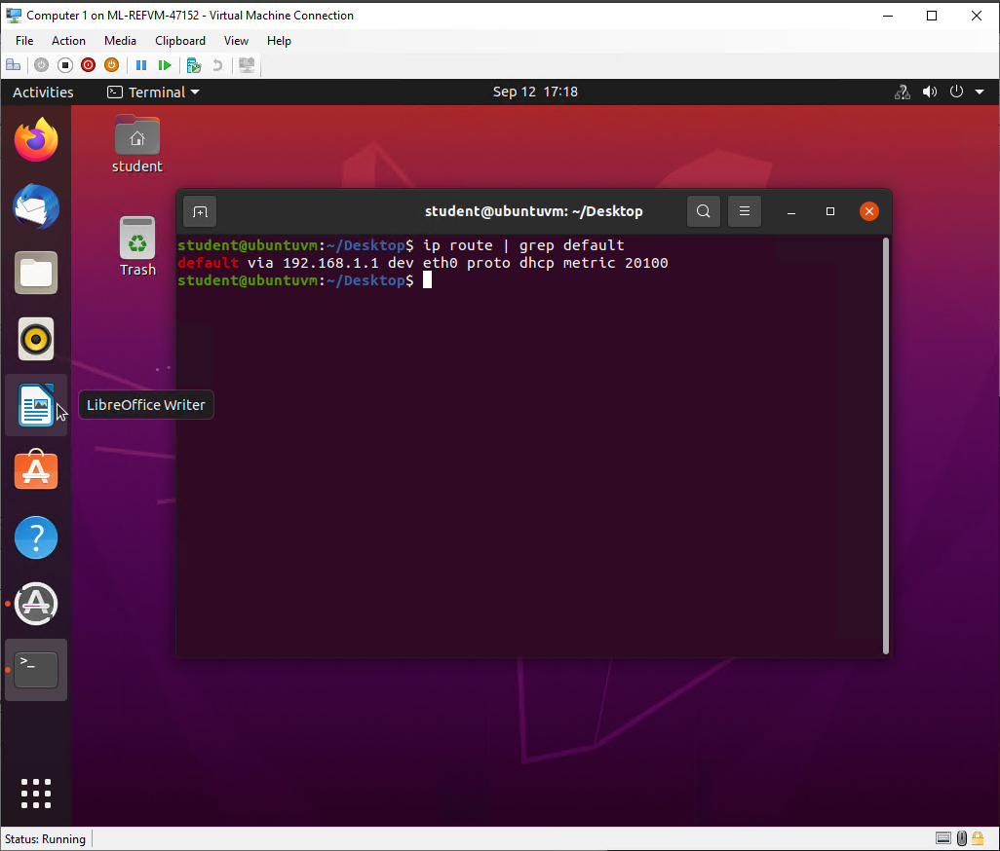 Computer 1 on ML-REFVM-47152 - Virtual Machine Connection
File Action Media Clipboard View Help
Activities Terminal Sep 12 17:18
student
Trash
student@ubuntuvm: ~/Desktop
student@ubuntuvm:~/Desktop$ ip route | grep default
default via 192.168.1.1 dev eth0 proto dhcp metric 20100
student@ubuntuvm:~/Desktop$
LibreOffice Writer
Status: Running